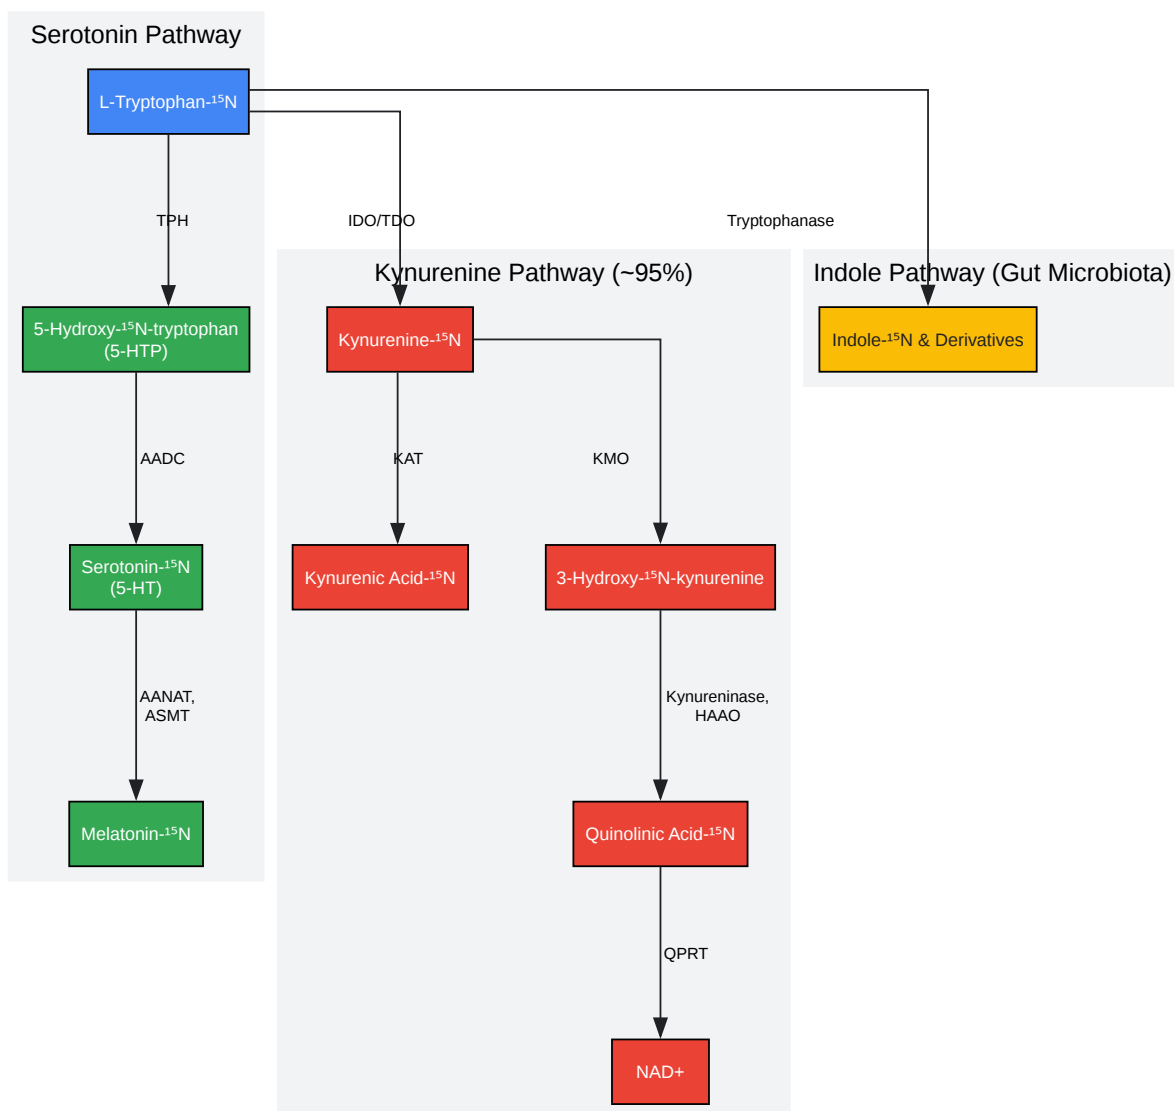 Serotonin Pathway
L-Tryptophan-¹⁵N
TPH
IDO/TDO
Tryptophanase
Kynurenine Pathway (~95%)
Indole Pathway (Gut Microbiota)
5-Hydroxy-¹⁵N-tryptophan
(5-HTP)
Kynurenine-¹⁵N
Indole-¹⁵N & Derivatives
AADC
KAT
KMO
Serotonin-¹⁵N
(5-HT)
Kynurenic Acid-¹⁵N
3-Hydroxy-¹⁵N-kynurenine
AANAT,
ASMT
Kynureninase,
HAAO
Melatonin-¹⁵N
Quinolinic Acid-¹⁵N
QPRT
NAD+